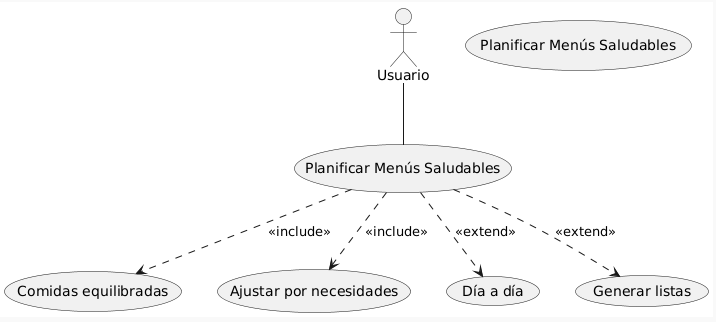 Planificar Menús Saludables
Usuario
Planificar Menús Saludables
«include»
«include»
«extend»
«extend»
Comidas equilibradas
Ajustar por necesidades
Día a día
Generar listas